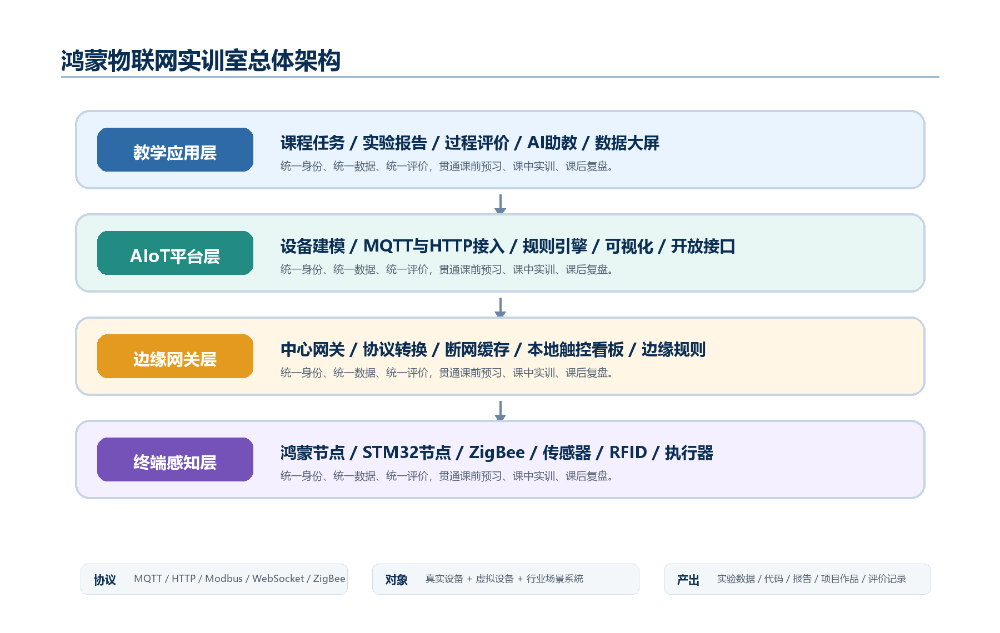 鸿蒙物联网实训室总体架构
教学应用层
课程任务 / 实验报告 / 过程评价 / AI助教 / 数据大屏
统一身份、统一数据、统一评价，贯通课前预习、课中实训、课后复盘。
AIoT平台层
设备建模 / MQTT与HTTP接入 / 规则引擎 / 可视化 / 开放接口
统一身份、统一数据、统一评价，贯通课前预习、课中实训、课后复盘。
边缘网关层
中心网关 / 协议转换 / 断网缓存 / 本地触控看板 / 边缘规则
统一身份、统一数据、统一评价，贯通课前预习、课中实训、课后复盘。
终端感知层
鸿蒙节点 / STM32节点 / ZigBee / 传感器 / RFID / 执行器
统一身份、统一数据、统一评价，贯通课前预习、课中实训、课后复盘。
协议 MQTT / HTTP / Modbus / WebSocket / ZigBee
对象 真实设备 + 虚拟设备 + 行业场景系统
产出 实验数据 / 代码 / 报告 / 项目作品 / 评价记录